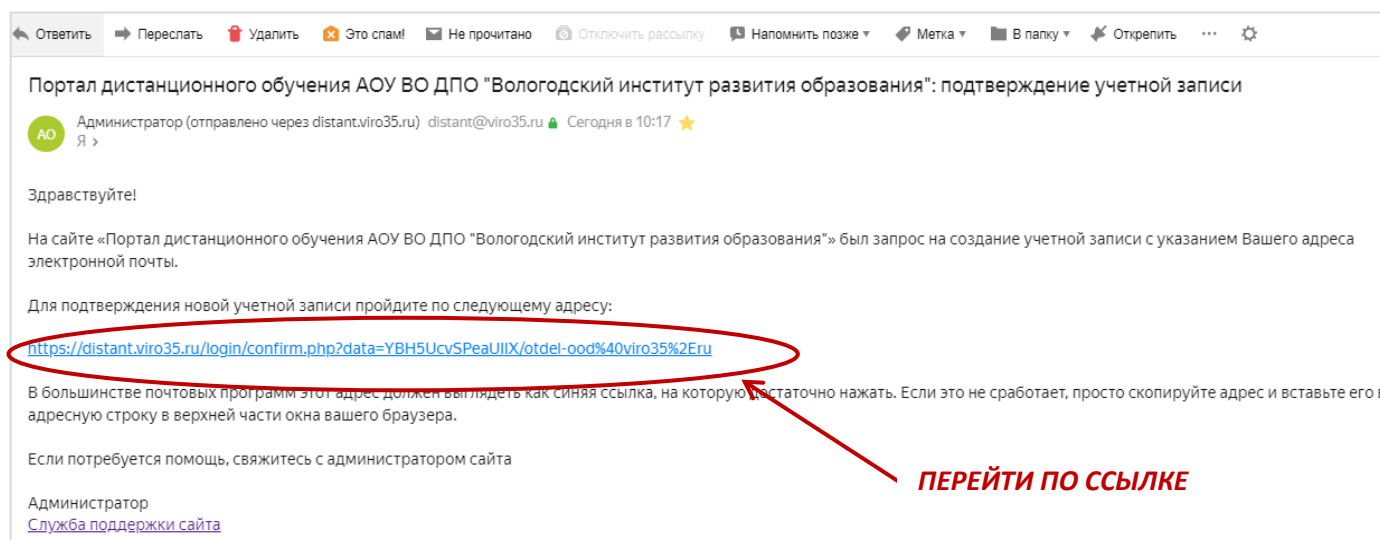 Ответить Переслать Удалить Это спам! Не прочитано Отключить рассылку Напомнить позже Метка В папку Открепить ...
Портал дистанционного обучения АОУ ВО ДПО "Вологодский институт развития образования": подтверждение учетной записи
АО Администратор (отправлено через distant.viro35.ru) distant@viro35.ru Сегодня в 10:17
Я >
Здравствуйте!
На сайте «Портал дистанционного обучения АОУ ВО ДПО "Вологодский институт развития образования"» был запрос на создание учетной записи с указанием Вашего адреса
электронной почты.
Для подтверждения новой учетной записи пройдите по следующему адресу:
https://distant.viro35.ru/login/confirm.php?data=YBH5UcvSPeaUIIX/otdel-ood%40viro35%2Eru
В большинстве почтовых программ этот адрес должен выглядеть как синяя ссылка, на которую достаточно нажать. Если это не сработает, просто скопируйте адрес и вставьте его в
адресную строку в верхней части окна вашего браузера.
Если потребуется помощь, свяжитесь с администратором сайта
ПЕРЕЙТИ ПО ССЫЛКЕ
Администратор
Служба поддержки сайта